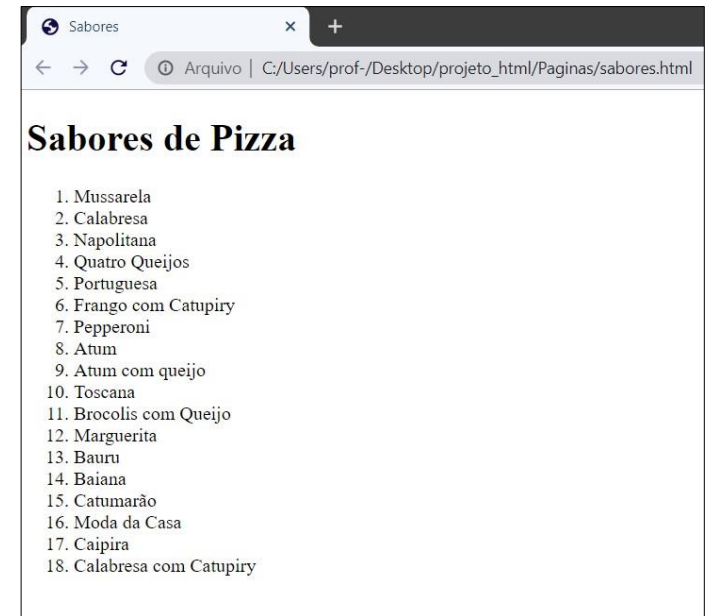 Sabores
Arquivo | C:/Users/prof-/Desktop/projeto_html/Paginas/sabores.html
Sabores de Pizza
1. Mussarela
2. Calabresa
3. Napolitana
4. Quatro Queijos
5. Portuguesa
6. Frango com Catupiry
7. Pepperoni
8. Atum
9. Atum com queijo
10. Toscana
11. Brocolis com Queijo
12. Marguerita
13. Bauru
14. Baiana
15. Catumarão
16. Moda da Casa
17. Caipira
18. Calabresa com Catupiry